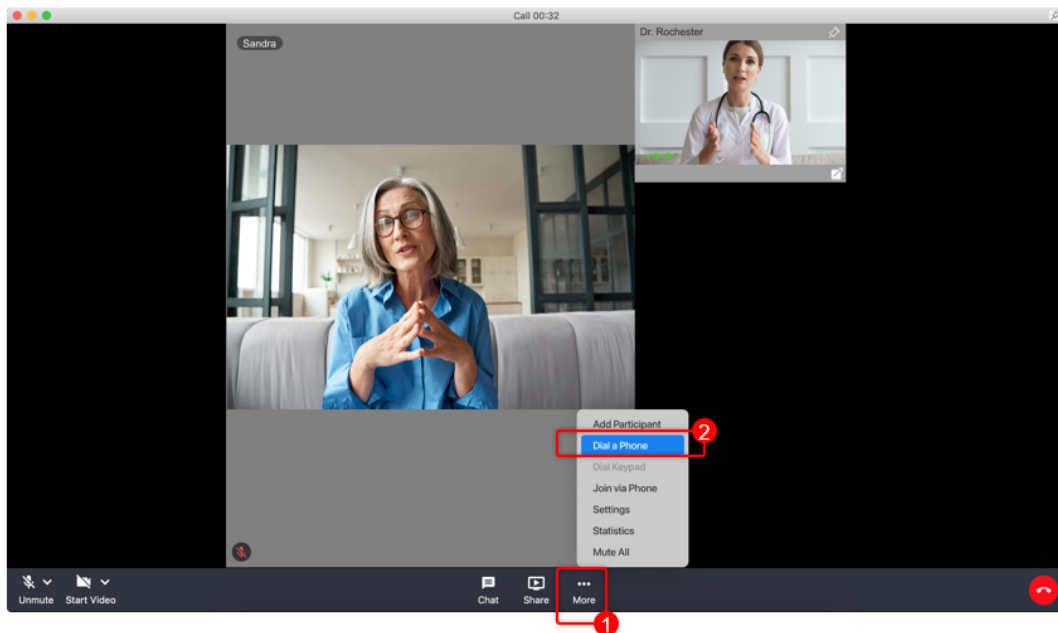 Call 00:32
Sandra
Dr. Rochester
Add Participant
Dial a Phone
2
Dial Keypad
Join via Phone
Settings
Statistics
Mute All
Unmute
Start Video
Chat
Share
More
1